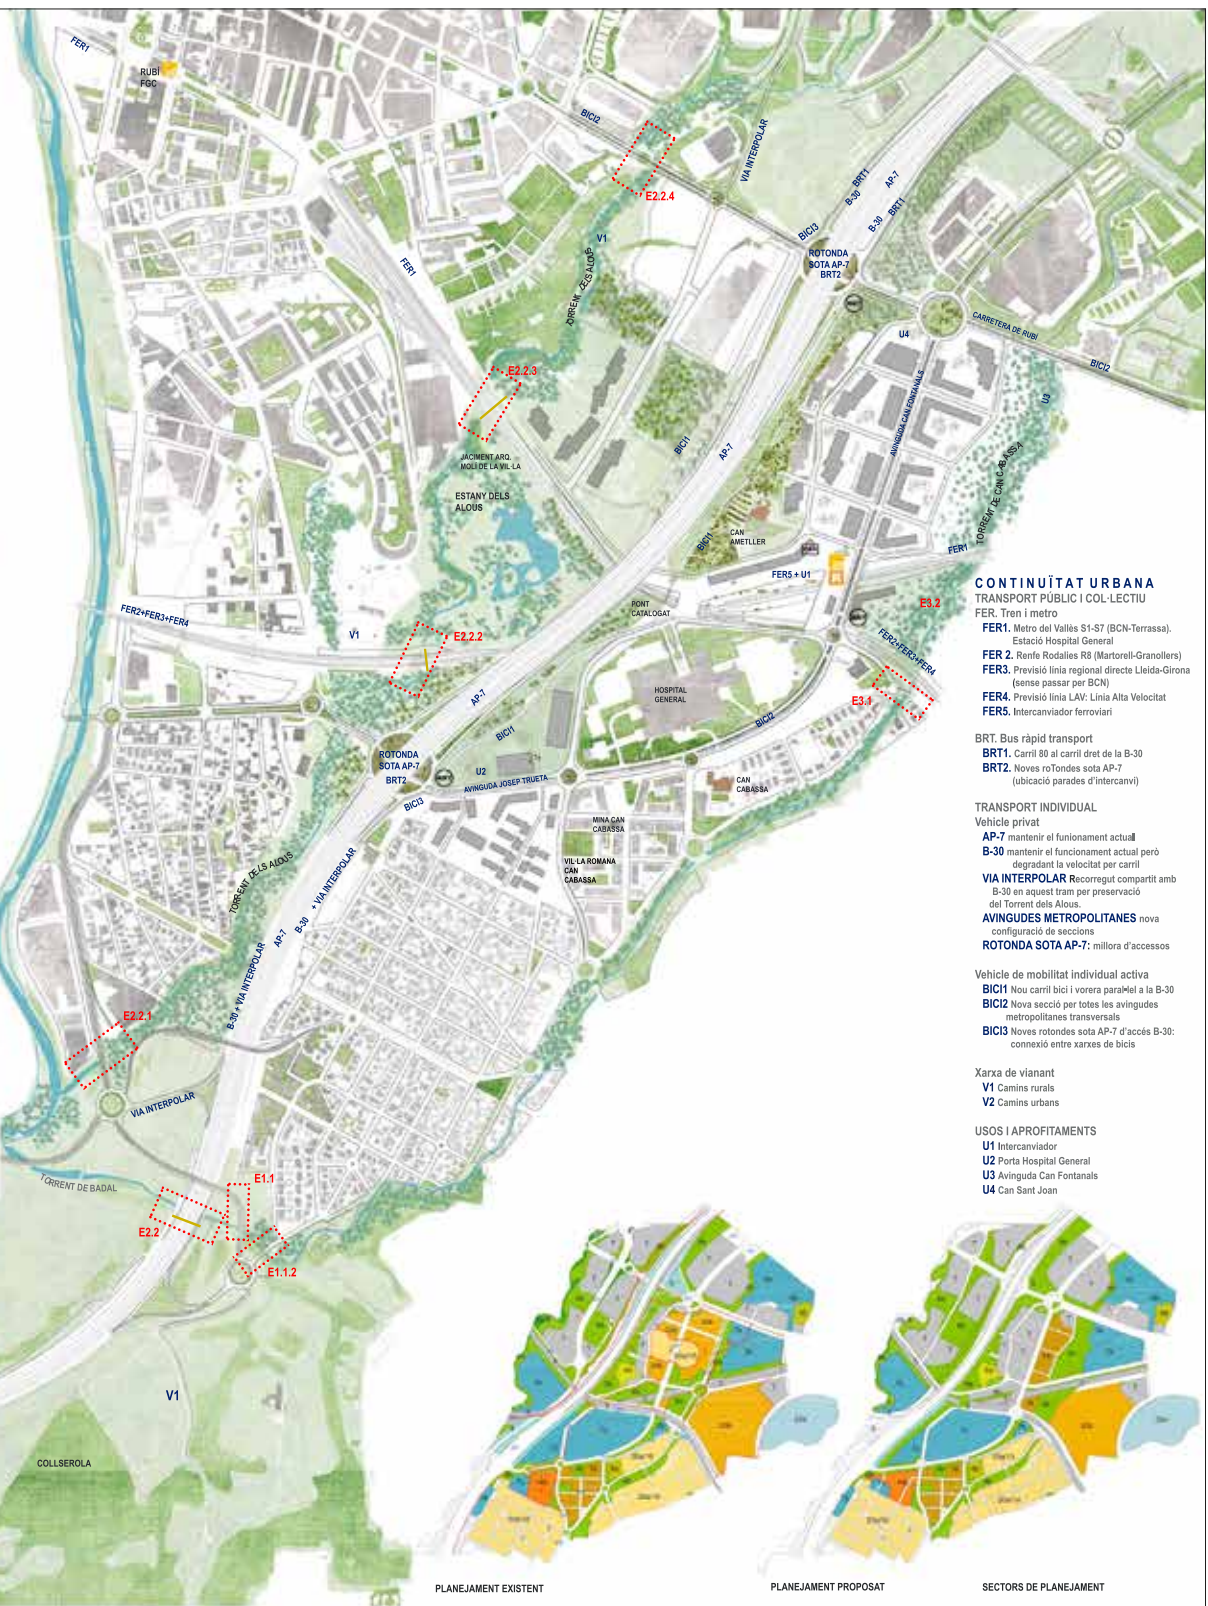 FER1
RUBÍ
FGC
BICI2
VIA INTERPOLAR
E2.2.4
BRT1
B-30
AP-7
BRT1
B-30
V1
BICI3
ROTONDA
SOTA AP-7
BRT2
FER1
TORRENT DELS ALOUS
U4
CARRETERA DE RUBÍ
BICI2
E2.2.3
AVINGUDA CAN FONTANALS
U3
BICI1
AP-7
JACIMENT ARQ.
MOLÍ DE LA VIL·LA
TORRENT DE CAN CABASSA
ESTANY DELS
ALOUS
BICI1
CAN
AMETLLER
FER1
FER5 + U1
PONT
CATALOGAT
E3.2
FER2+FER3+FER4
V1
E2.2.2
FER2+FER3+FER4
AP-7
HOSPITAL
GENERAL
E3.1
BICI2
BICI1
ROTONDA
SOTA AP-7
BRT2
U2
AVINGUDA JOSEP TRUETA
CAN
CABASSA
BICI3
MINA CAN
CABASSA
VIL·LA ROMANA
CAN
CABASSA
TORRENT DELS ALOUS
B-30 + VIA INTERPOLAR
AP-7
B-30 + VIA INTERPOLAR
E2.2.1
VIA INTERPOLAR
TORRENT DE BADAL
E1.1
E2.2
E1.1.2
V1
COLLSEROLA
CONTINUÏTAT URBANA
TRANSPORT PÚBLIC I COL·LECTIU
FER. Tren i metro
FER1. Metro del Vallès S1-S7 (BCN-Terrassa).
Estació Hospital General
FER 2. Renfe Rodalies R8 (Martorell-Granollers)
FER3. Previsió línia regional directe Lleida-Girona
(sense passar per BCN)
FER4. Previsió línia LAV: Línia Alta Velocitat
FER5. Intercanviador ferroviari
BRT. Bus ràpid transport
BRT1. Carril 80 al carril dret de la B-30
BRT2. Noves roTondes sota AP-7
(ubicació parades d'intercanvi)
TRANSPORT INDIVIDUAL
Vehicle privat
AP-7 mantenir el funionament actual
B-30 mantenir el funcionament actual però
degradant la velocitat per carril
VIA INTERPOLAR Recorregut compartit amb
B-30 en aquest tram per preservació
del Torrent dels Alous.
AVINGUDES METROPOLITANES nova
configuració de seccions
ROTONDA SOTA AP-7: millora d'accessos
Vehicle de mobilitat individual activa
BICI1 Nou carril bici i vorera paral•lel a la B-30
BICI2 Nova secció per totes les avingudes
metropolitanes transversals
BICI3 Noves rotondes sota AP-7 d'accés B-30:
connexió entre xarxes de bicis
Xarxa de vianant
V1 Camins rurals
V2 Camins urbans
USOS I APROFITAMENTS
U1 Intercanviador
U2 Porta Hospital General
U3 Avinguda Can Fontanals
U4 Can Sant Joan
PLANEJAMENT EXISTENT
PLANEJAMENT PROPOSAT
SECTORS DE PLANEJAMENT